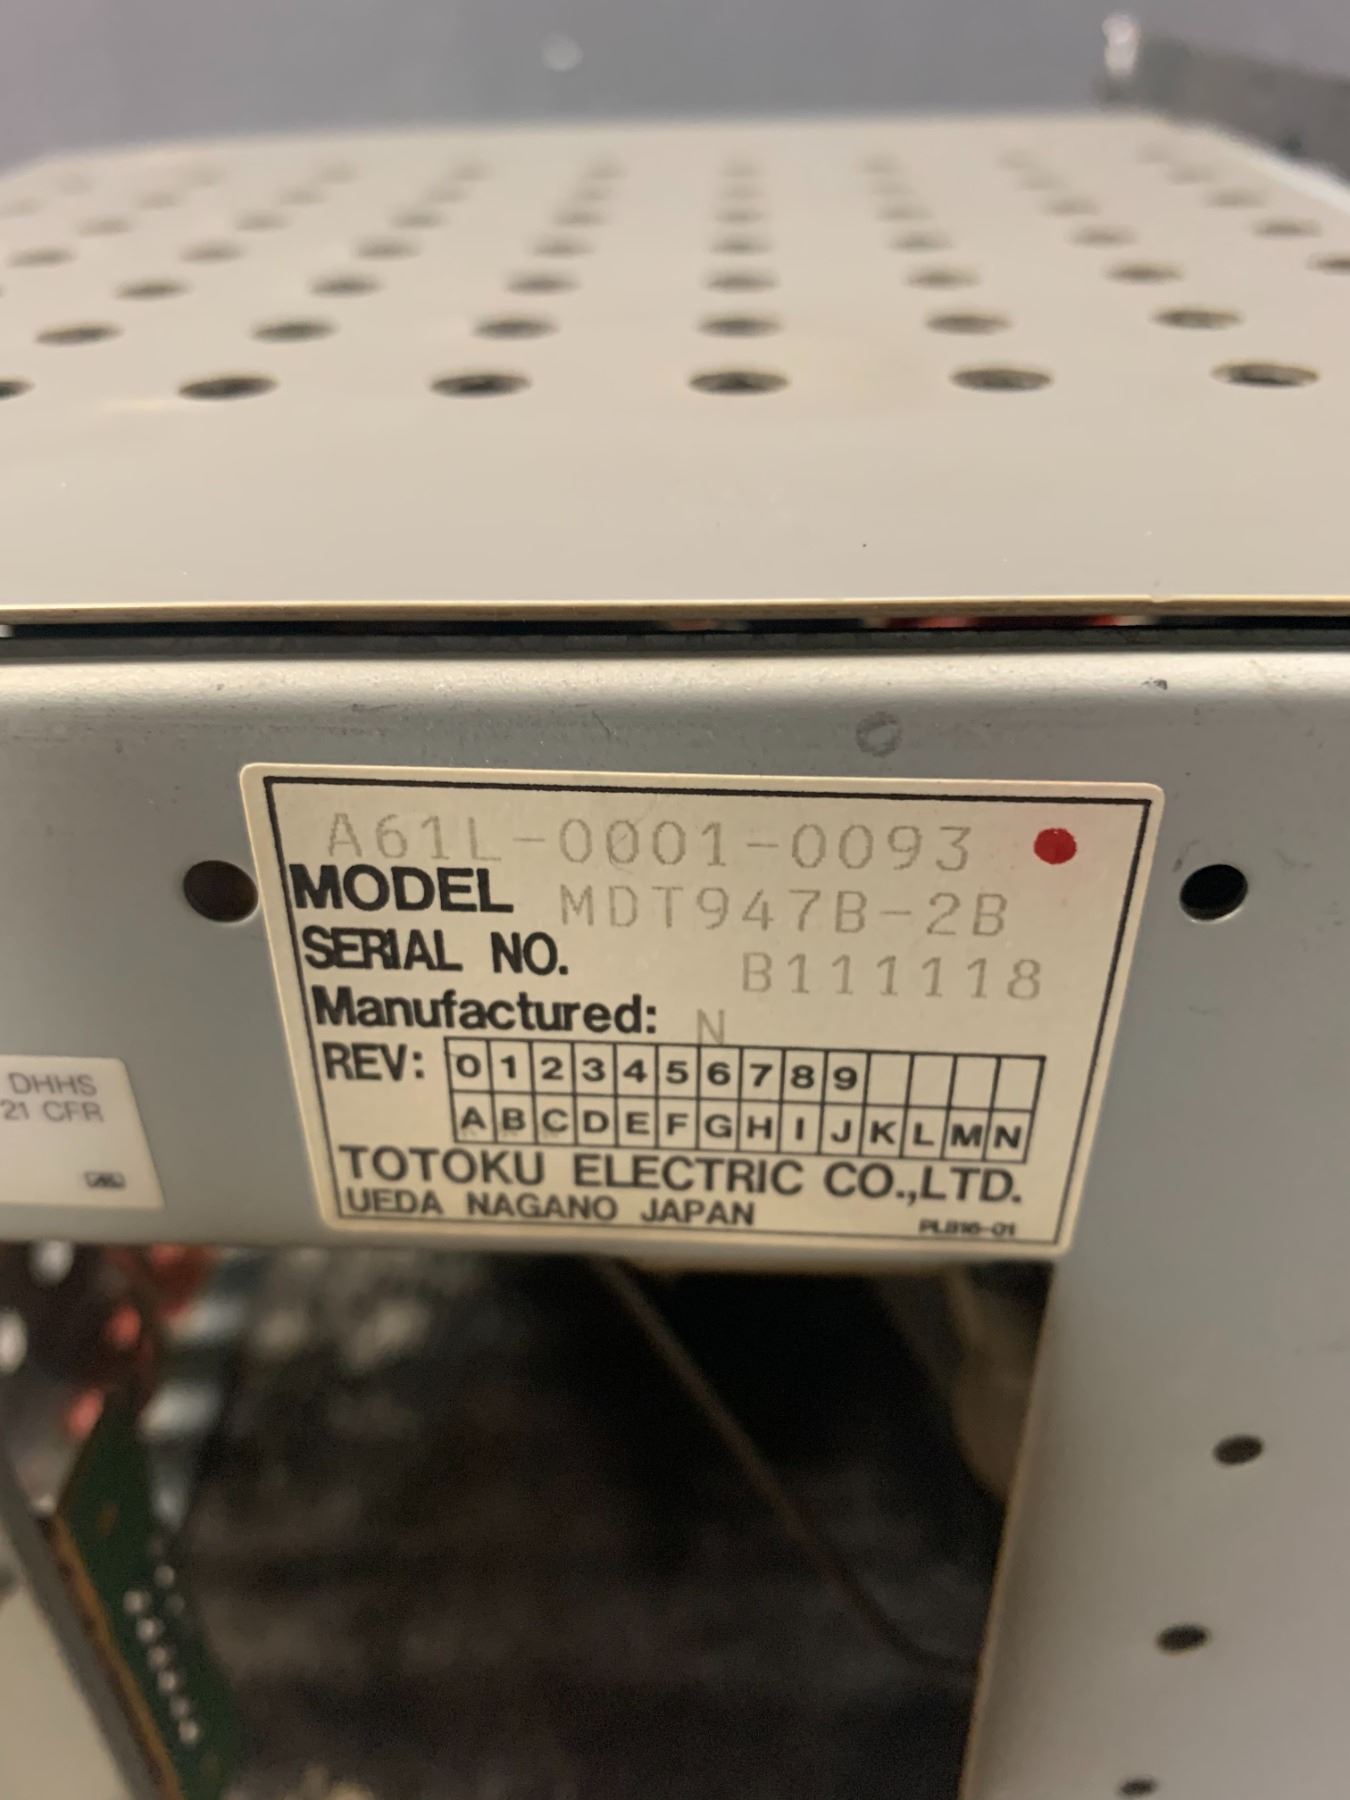 A61L-0001-0093
MODEL MDT947B-2B
SERIAL NO. B111118
Manufactured: N
REV: 0 1 2 3 4 5 6 7 8 9
A B C D E F G H I J K L M N
TOTOKU ELECTRIC CO.,LTD.
UEDA NAGANO JAPAN PL816-01
DHHS
21 CFR